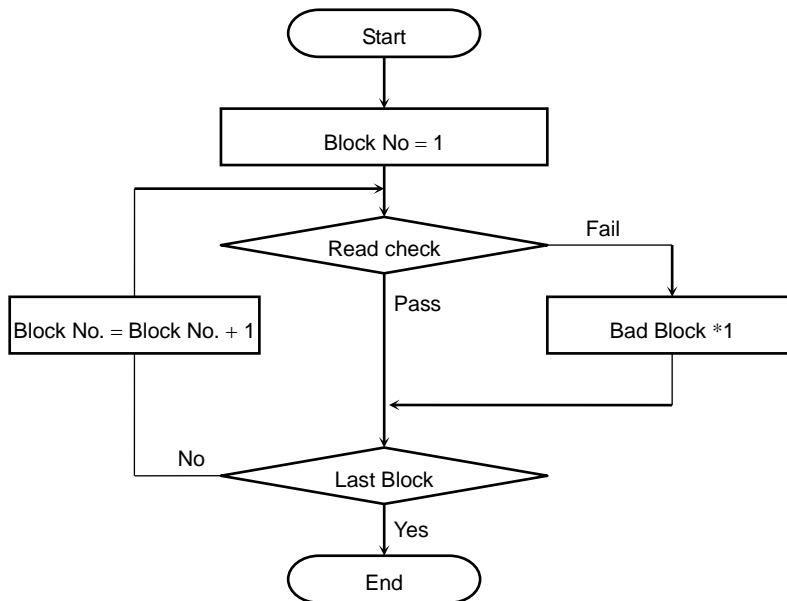 Start
Block No = 1
Read check
Fail
Pass
Block No. = Block No. + 1
Bad Block *1
No
Last Block
Yes
End